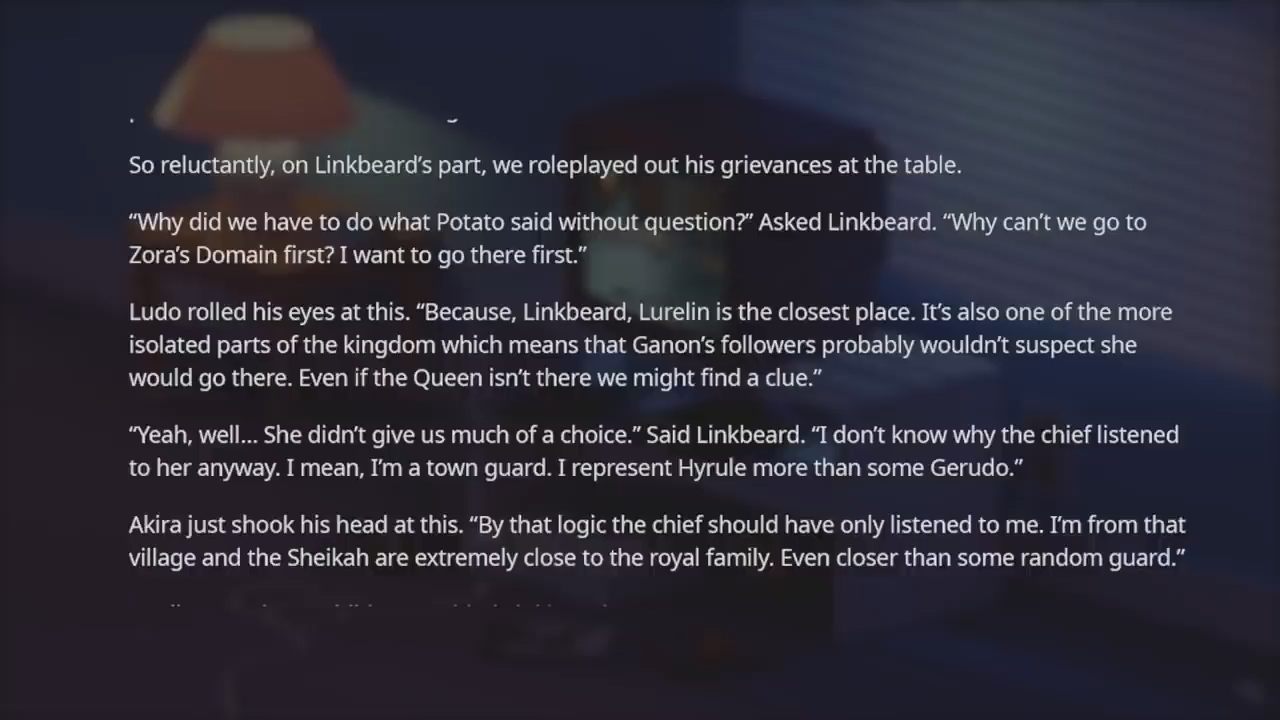 So reluctantly, on Linkbeard’s part, we roleplayed out his grievances at the table.
“Why did we have to do what Potato said without question?” Asked Linkbeard. “Why can’t we go to
Zora’s Domain first? I want to go there first.”
Ludo rolled his eyes at this. “Because, Linkbeard, Lurelin is the closest place. It’s also one of the more
isolated parts of the kingdom which means that Ganon’s followers probably wouldn’t suspect she
would go there. Even if the Queen isn’t there we might find a clue.”
“Yeah, well... She didn’t give us much of a choice.” Said Linkbeard. “I don’t know why the chief listened
to her anyway. I mean, I’m a town guard. I represent Hyrule more than some Gerudo.”
Akira just shook his head at this. “By that logic the chief should have only listened to me. I’m from that
village and the Sheikah are extremely close to the royal family. Even closer than some random guard.”